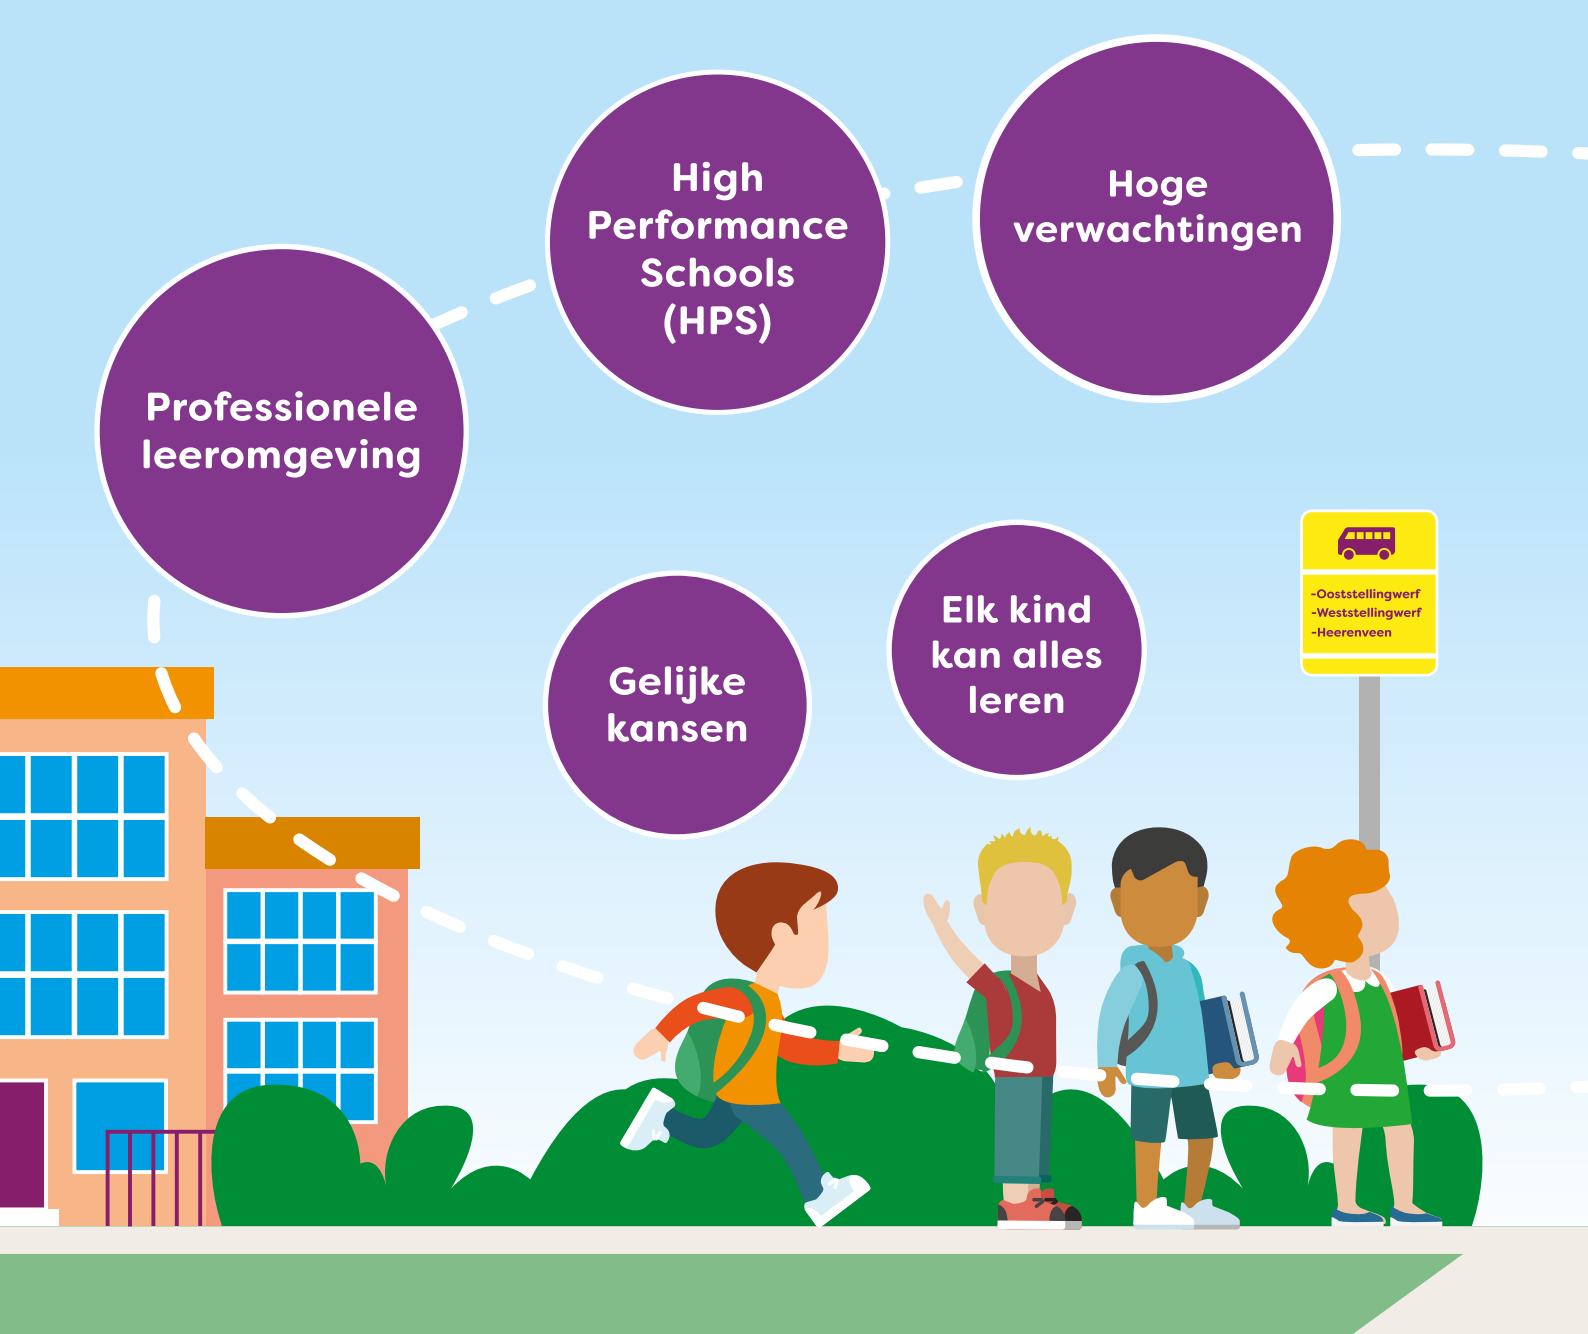 High
Performance
Schools
(HPS)
Hoge
verwachtingen
Professionele
leeromgeving
Gelijke
kansen
Elk kind
kan alles
leren
-Ooststellingwerf
-Weststellingwerf
-Heerenveen